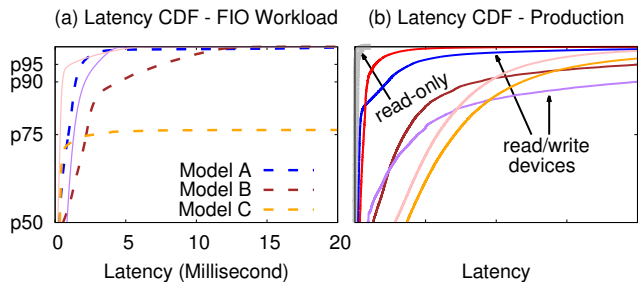 (a) Latency CDF - FIO Workload
(b) Latency CDF - Production
p95
p90
p75
p50
Model A
Model B
Model C
0
5
10
15
20
Latency (Millisecond)
read-only
read/write
devices
Latency